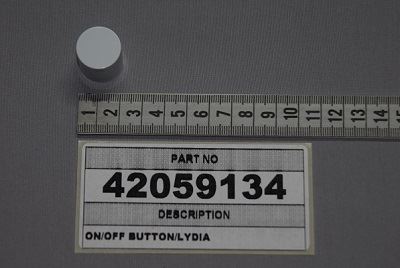 1 2 3 4 5 6 7 8 9 10 11 12 13 14 15
PART NO
42059134
DESCRIPTION
ON/OFF BUTTON/LYDIA